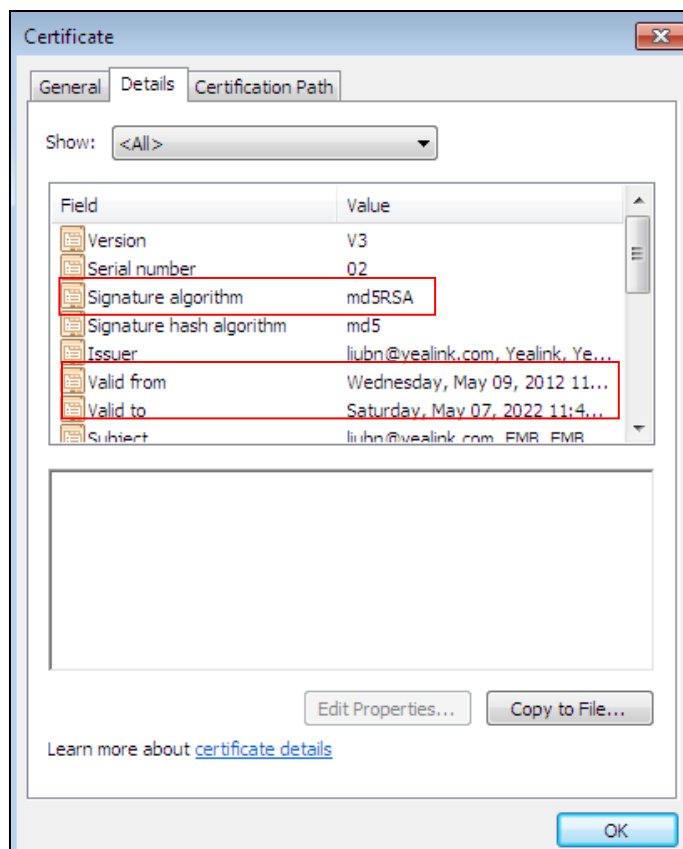 Certificate
General Details Certification Path
Show: <All>
Field Value
Version V3
Serial number 02
Signature algorithm md5RSA
Signature hash algorithm md5
Issuer liubn@yealink.com, Yealink, Ye...
Valid from Wednesday, May 09, 2012 11...
Valid to Saturday, May 07, 2022 11:4...
Subject liubn@yealink.com, EMB, EMB
Edit Properties... Copy to File...
Learn more about certificate details
OK